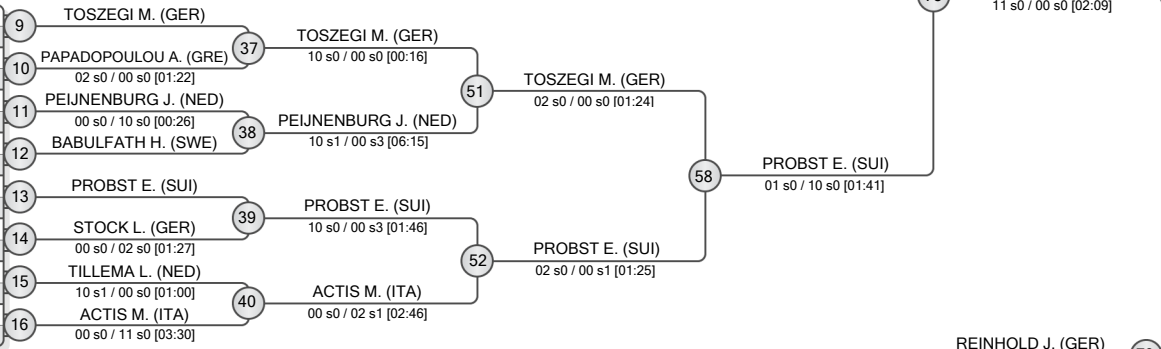 11 s0 / 00 s0 [02:09]
9
TOSZEGI M. (GER)
37
TOSZEGI M. (GER)
10 s0 / 00 s0 [00:16]
10
PAPADOPOULOU A. (GRE)
02 s0 / 00 s0 [01:22]
51
TOSZEGI M. (GER)
02 s0 / 00 s0 [01:24]
11
PEIJNENBURG J. (NED)
00 s0 / 10 s0 [00:26]
38
PEIJNENBURG J. (NED)
10 s1 / 00 s3 [06:15]
12
BABULFATH H. (SWE)
58
PROBST E. (SUI)
01 s0 / 10 s0 [01:41]
13
PROBST E. (SUI)
39
PROBST E. (SUI)
10 s0 / 00 s3 [01:46]
14
STOCK L. (GER)
00 s0 / 02 s0 [01:27]
52
PROBST E. (SUI)
02 s0 / 00 s1 [01:25]
15
TILLEMA L. (NED)
10 s1 / 00 s0 [01:00]
40
ACTIS M. (ITA)
00 s0 / 02 s1 [02:46]
16
ACTIS M. (ITA)
00 s0 / 11 s0 [03:30]
REINHOLD J. (GER)